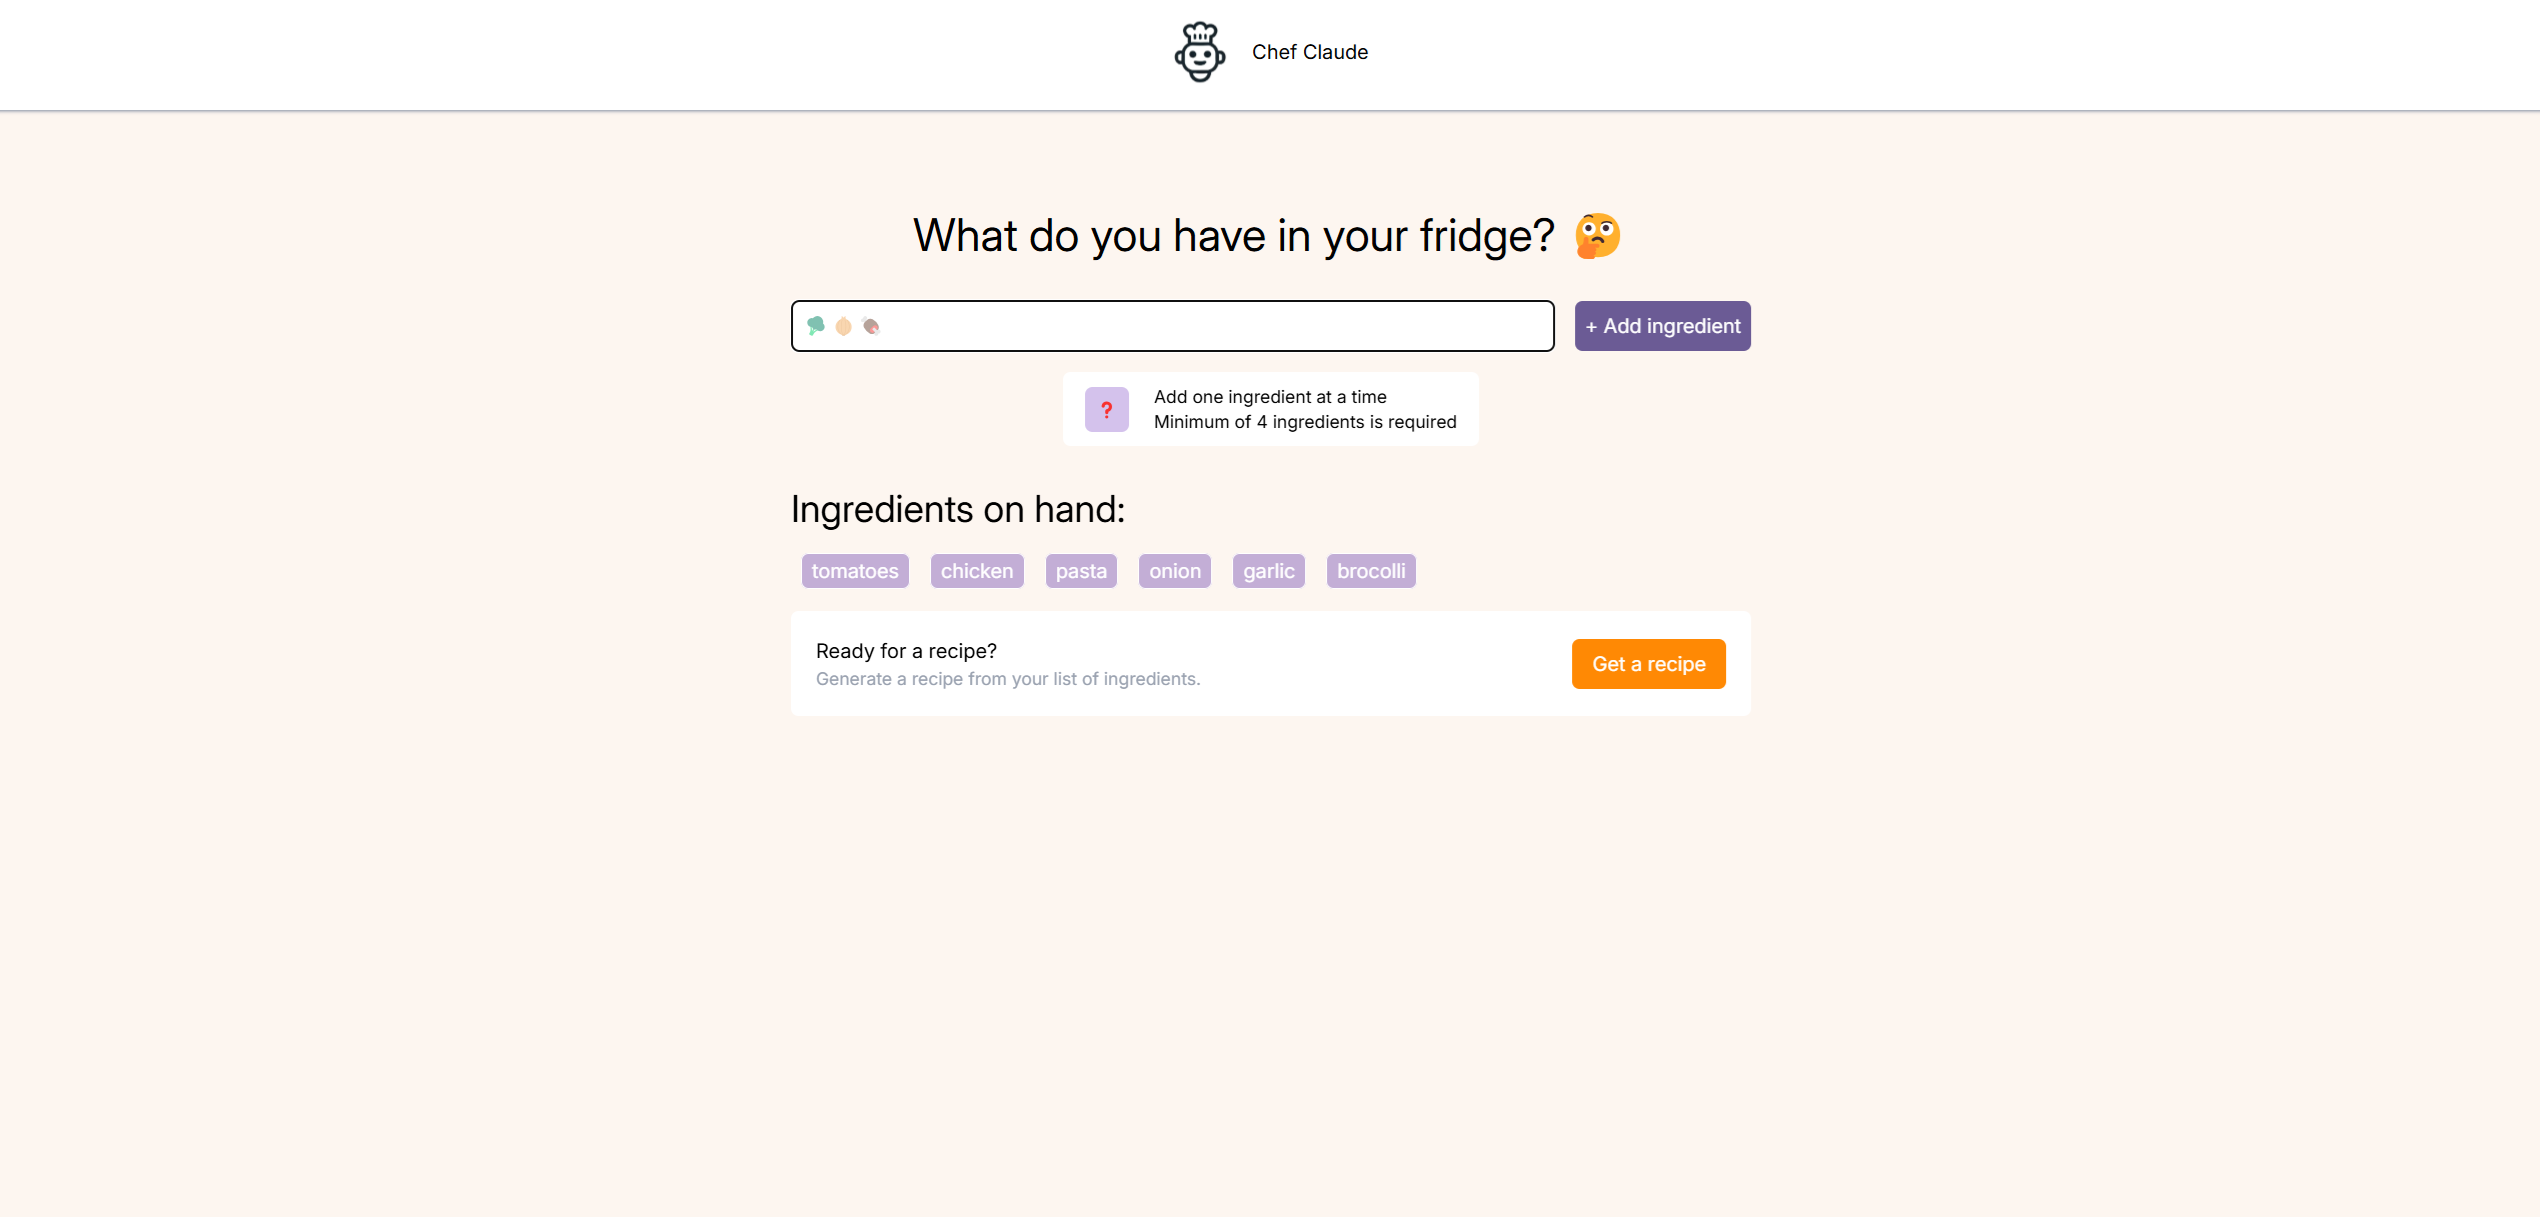 Chef Claude
What do you have in your fridge? 🤔
🥦 🧅 🍖
+ Add ingredient
❓
Add one ingredient at a time
Minimum of 4 ingredients is required
Ingredients on hand:
tomatoes chicken pasta onion garlic brocolli
Ready for a recipe?
Generate a recipe from your list of ingredients.
Get a recipe